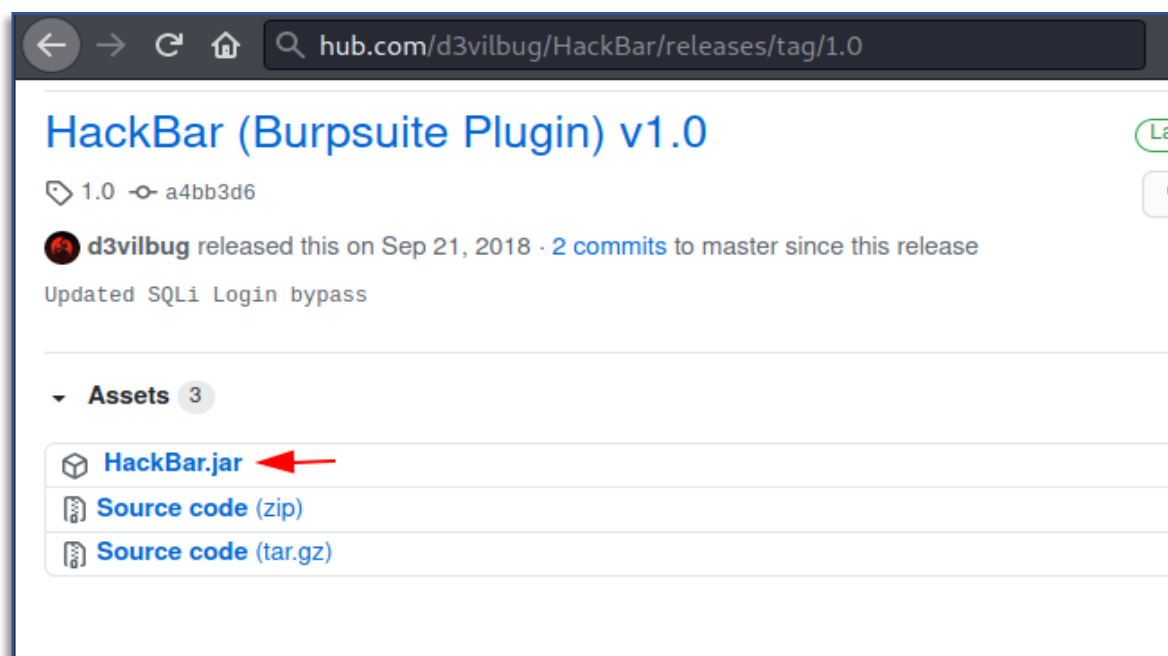 hub.com/d3vilbug/HackBar/releases/tag/1.0
HackBar (Burpsuite Plugin) v1.0
1.0 a4bb3d6
d3vilbug released this on Sep 21, 2018 · 2 commits to master since this release
Updated SQLi Login bypass
Assets 3
HackBar.jar
Source code (zip)
Source code (tar.gz)